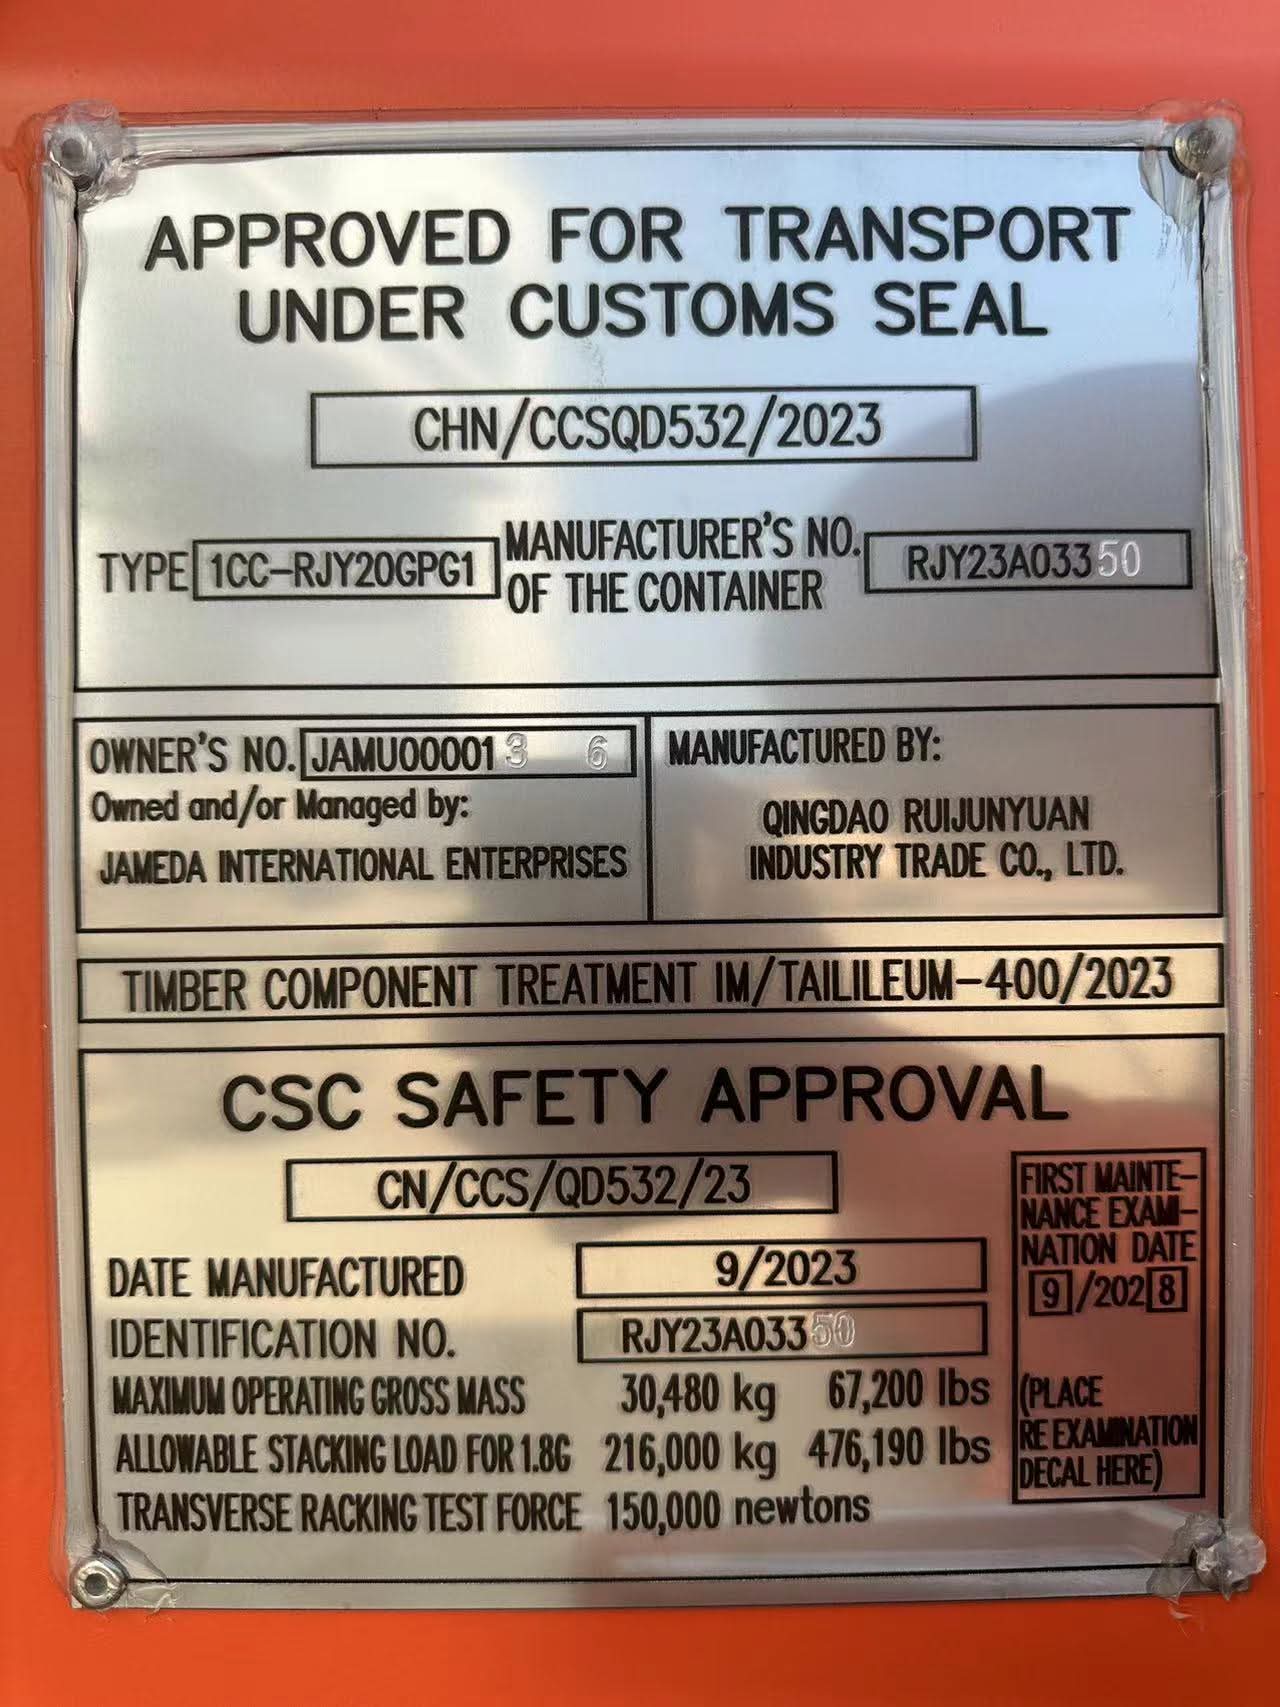 APPROVED FOR TRANSPORT
UNDER CUSTOMS SEAL
CHN/CCSQD532/2023
TYPE 1CC-RJY20GPG1 MANUFACTURER'S NO. OF THE CONTAINER RJY23A03350
OWNER'S NO. JAMU000013 6
Owned and/or Managed by:
JAMEDA INTERNATIONAL ENTERPRISES
MANUFACTURED BY:
QINGDAO RUIJUNYUAN
INDUSTRY TRADE CO., LTD.
TIMBER COMPONENT TREATMENT IM/TAILILEUM-400/2023
CSC SAFETY APPROVAL
CN/CCS/QD532/23
DATE MANUFACTURED 9/2023
IDENTIFICATION NO. RJY23A03350
MAXIMUM OPERATING GROSS MASS 30,480 kg 67,200 lbs
ALLOWABLE STACKING LOAD FOR 1.8G 216,000 kg 476,190 lbs
TRANSVERSE RACKING TEST FORCE 150,000 newtons
FIRST MAINTE-
NANCE EXAMI-
NATION DATE
9/2028
(PLACE
RE EXAMINATION
DECAL HERE)